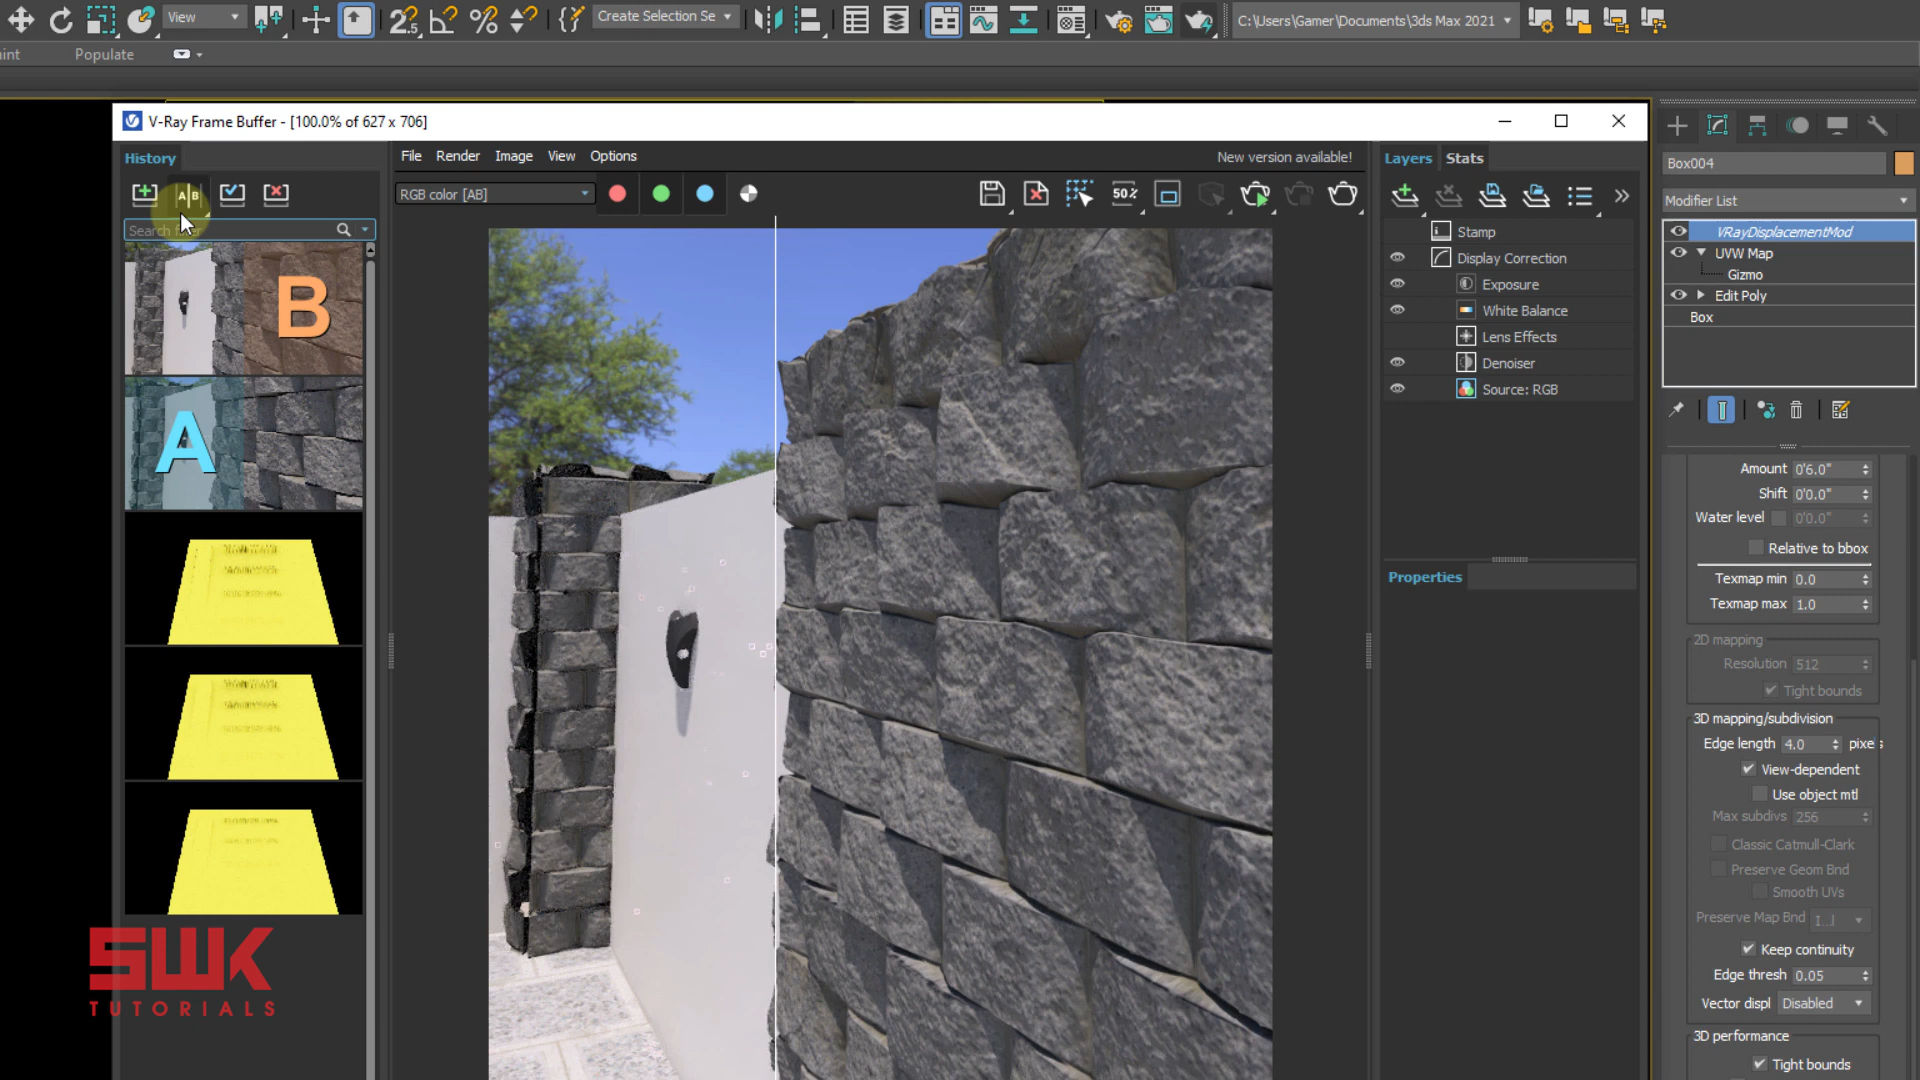 View
2.5
Create Selection Se
C:\Users\Gamer\Documents\3ds Max 2021
int
Populate
V-Ray Frame Buffer - [100.0% of 627 x 706]
History
File
Render
Image
View
Options
New version available!
Layers
Stats
Box004
A|B
RGB color [AB]
50%
Modifier List
Search
B
A
Stamp
Display Correction
Exposure
White Balance
Lens Effects
Denoiser
Source: RGB
VRayDisplacementMod
UVW Map
Gizmo
Edit Poly
Box
Amount 0'6.0"
Shift 0'0.0"
Water level 0'0.0"
Relative to bbox
Texmap min 0.0
Texmap max 1.0
Properties
2D mapping
Resolution 512
Tight bounds
3D mapping/subdivision
Edge length 4.0 pixels
View-dependent
Use object mtl
Max subdivs 256
Classic Catmull-Clark
Preserve Geom Bnd
Smooth UVs
Preserve Map Bnd I...l
Keep continuity
Edge thresh 0.05
Vector displ Disabled
3D performance
Tight bounds
SWK
TUTORIALS